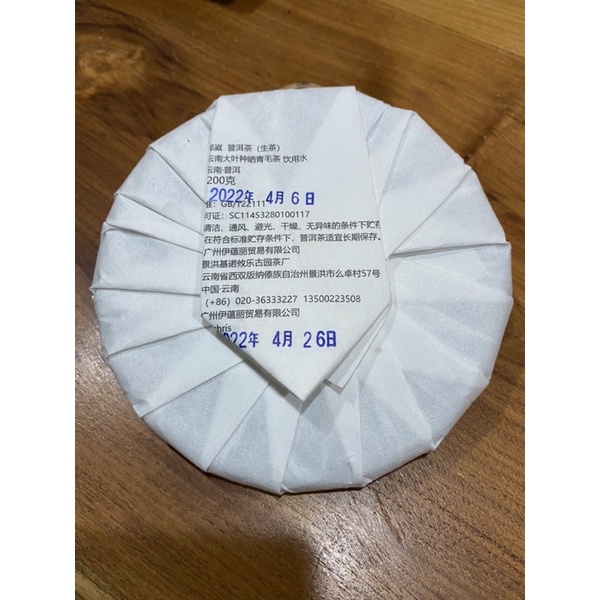 崴 普洱茶（生茶）
云南大叶种晒青毛茶 饮用水
云南·普洱
200克
2022年 4月 6日
准：GB/T22111
可证：SC11453280100117
清洁、通风、避光、干燥、无异味的条件下贮存
在符合标准贮存条件下，普洱茶适宜长期保存。
广州伊蕴丽贸易有限公司
景洪基诺攸乐古园茶厂
云南省西双版纳傣族自治州景洪市么卓村57号
中国·云南
（+86）020-36333227 13500223508
广州伊蕴丽贸易有限公司
chris
022年 4月 26日